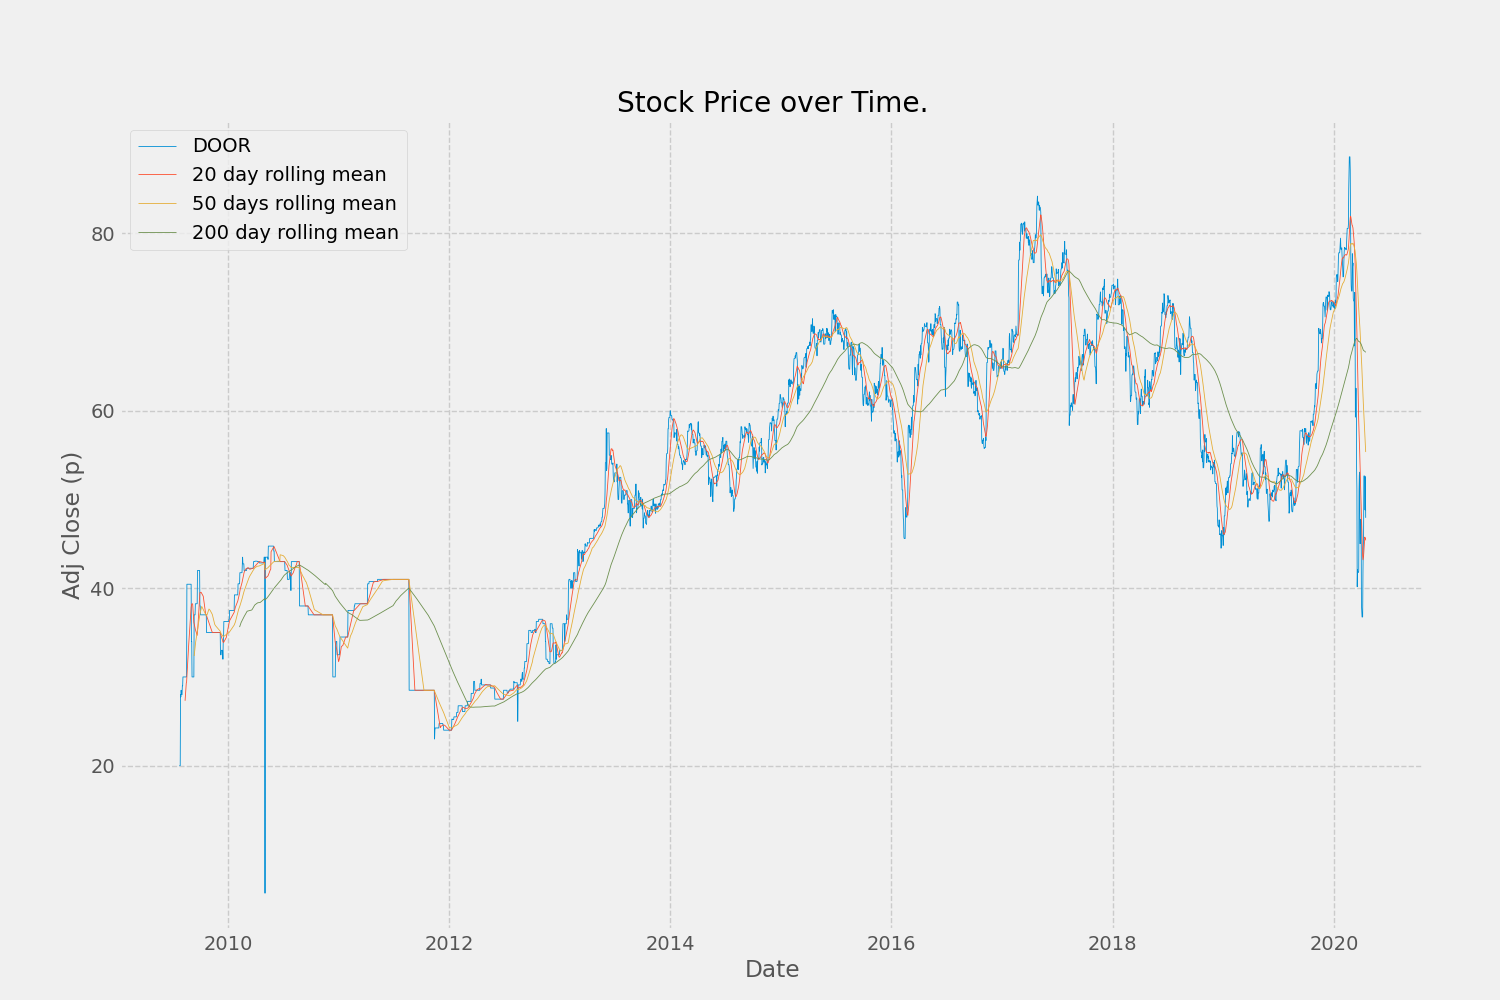 Stock Price over Time.
DOOR
20 day rolling mean
50 days rolling mean
200 day rolling mean
Adj Close (p)
80
60
40
20
2010 2012 2014 2016 2018 2020
Date